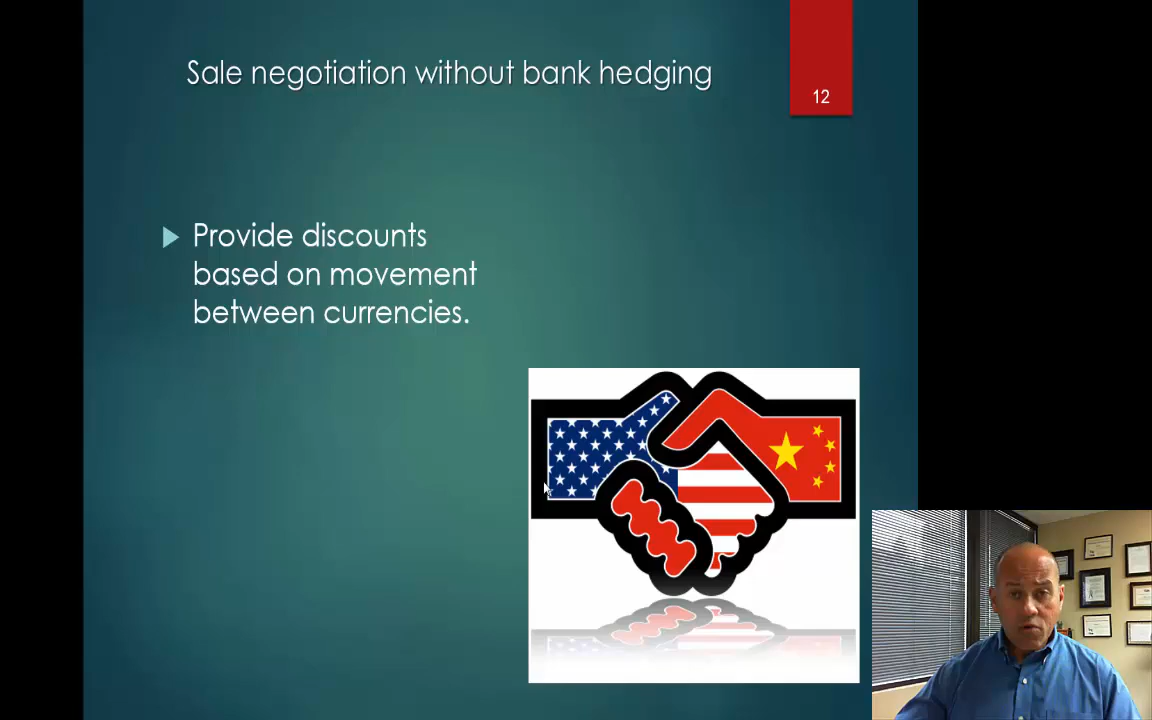 Sale negotiation without bank hedging
12
Provide discounts
based on movement
between currencies.